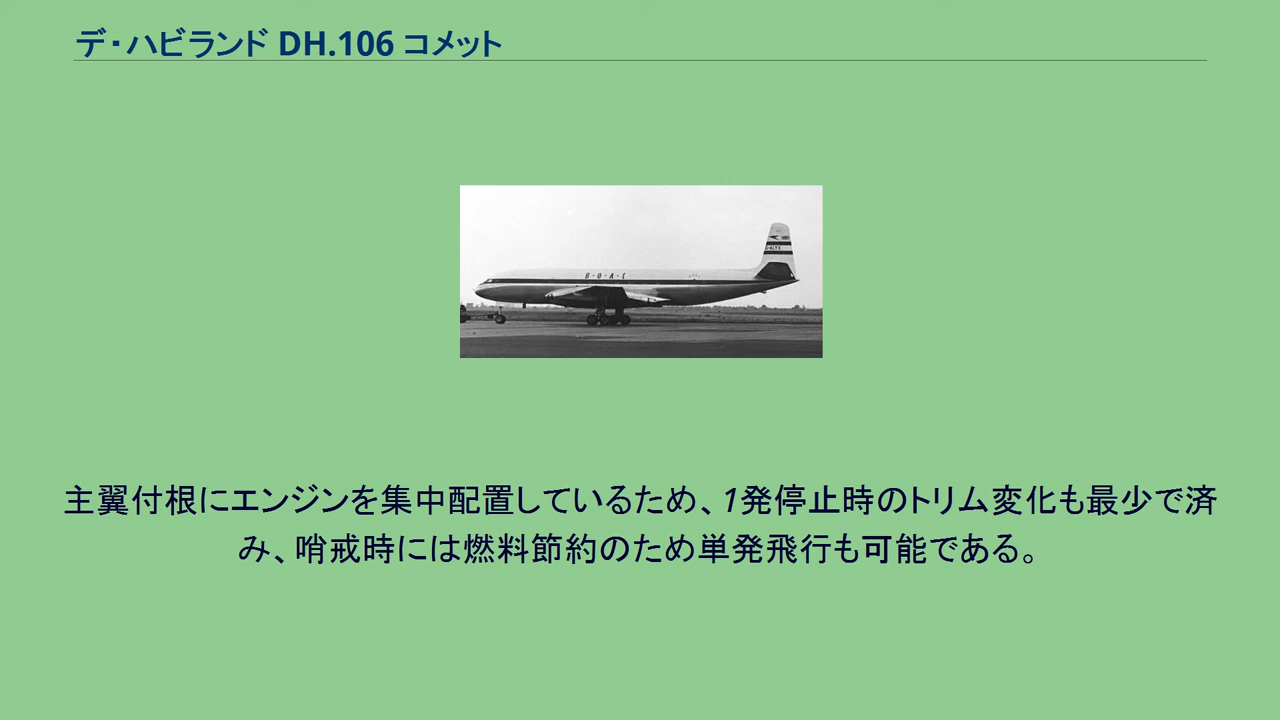 デ・ハビランド DH.106 コメット
B・O・A・C
G-ALYX
主翼付根にエンジンを集中配置しているため、1発停止時のトリム変化も最少で済
み、哨戒時には燃料節約のため単発飛行も可能である。